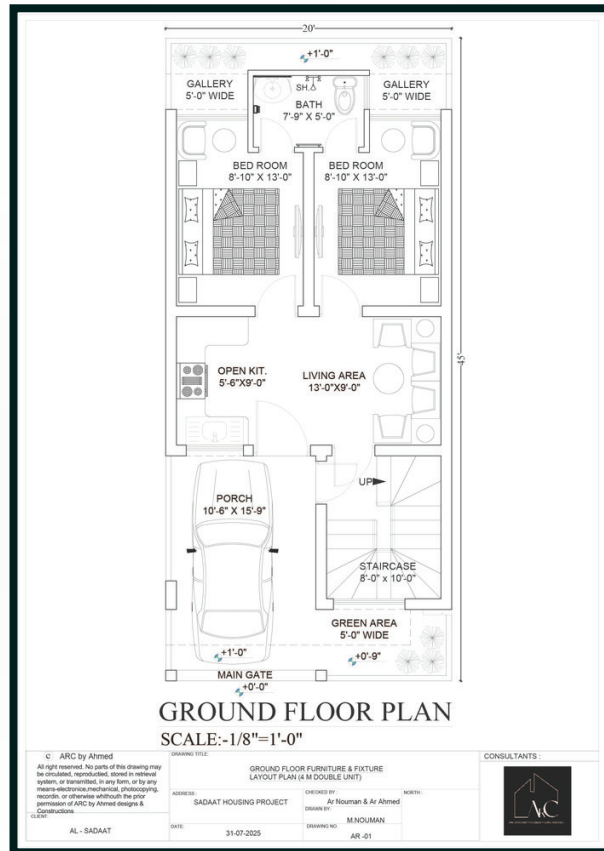 20'
+1'-0"
GALLERY
5'-0" WIDE
SH.
BATH
7'-9" X 5'-0"
GALLERY
5'-0" WIDE
BED ROOM
8'-10" X 13'-0"
BED ROOM
8'-10" X 13'-0"
45'
OPEN KIT.
5'-6"X9'-0"
LIVING AREA
13'-0X9'-0"
UP
PORCH
10'-6" X 15'-9"
STAIRCASE
8'-0" x 10'-0"
GREEN AREA
5'-0" WIDE
+1'-0"
+0'-9"
MAIN GATE
+0'-0"
GROUND FLOOR PLAN
SCALE:-1/8"=1'-0"
C ARC by Ahmed
All right reserved. No parts of this drawing may
be circulated, reproductied, stored in retrieval
system, or transmitted, in any form, or by any
means-electronice,mechanical, photocopying,
recordin, or otherwise whithouth the prior
permission of ARC by Ahmed designs &
Constructions
CLIENT:
AL - SADAAT
DRAWING TITLE:
GROUND FLOOR FURNITURE & FIXTURE
LAYOUT PLAN (4 M DOUBLE UNIT)
ADDRESS:
SADAAT HOUSING PROJECT
CHECKED BY:
Ar Nouman & Ar Ahmed
NORTH:
DRAWN BY:
M.NOUMAN
DATE:
31-07-2025
DRAWING NO.
AR -01
CONSULTANTS :
ARC